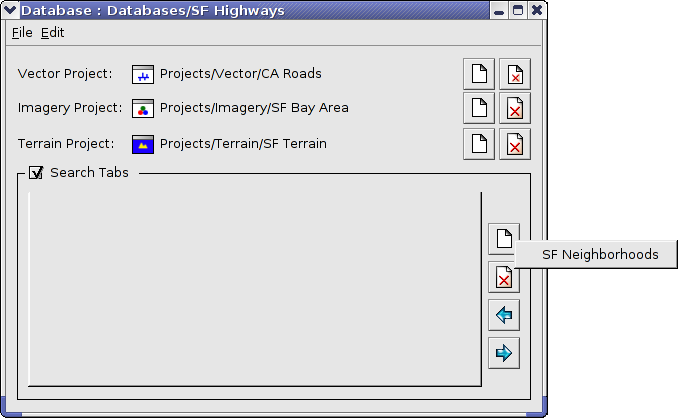 Database : Databases/SF Highways
File Edit
Vector Project: Projects/Vector/CA Roads
Imagery Project: Projects/Imagery/SF Bay Area
Terrain Project: Projects/Terrain/SF Terrain
Search Tabs
SF Neighborhoods